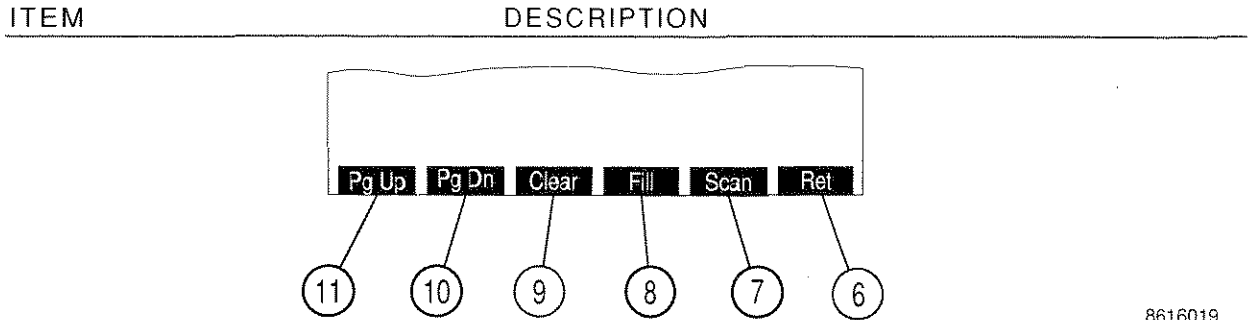 ITEM DESCRIPTION
Pg Up Pg Dn Clear Fill Scan Ret
11 10 9 8 7 6
8616019